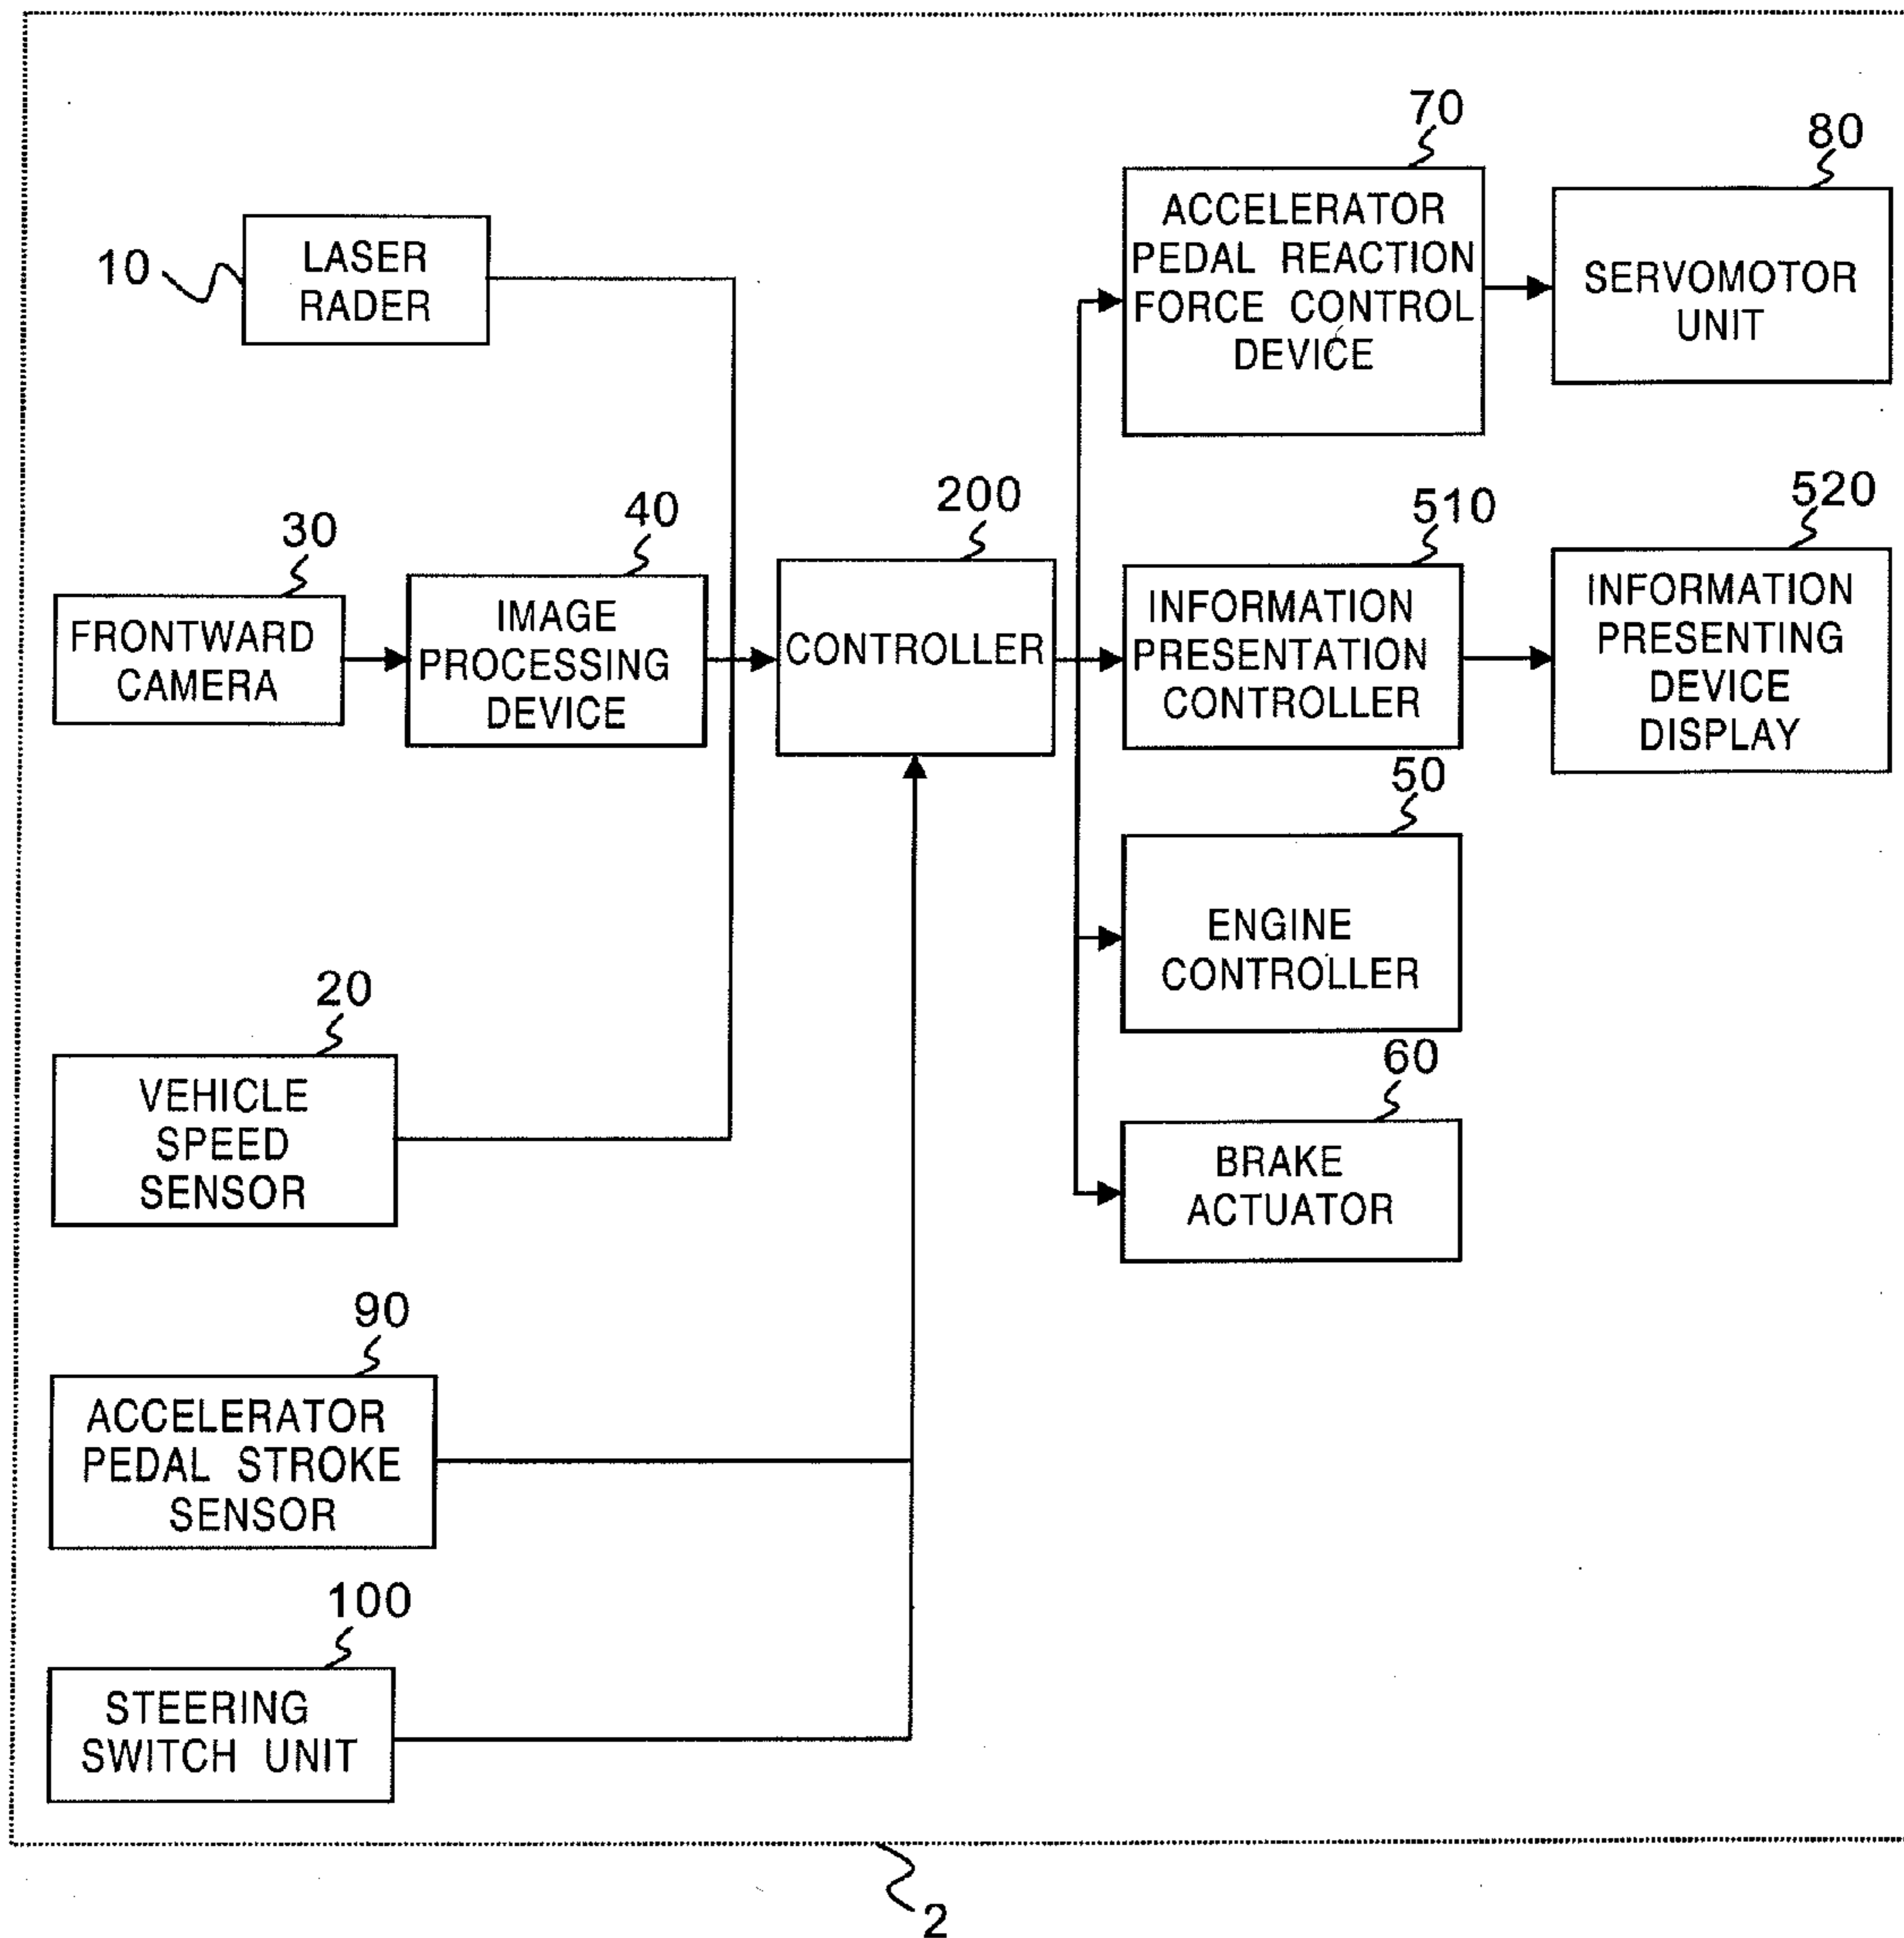 70
80
10
LASER
RADER
ACCELERATOR
PEDAL REACTION
FORCE CONTROL
DEVICE
SERVOMOTOR
UNIT
30
40
200
510
520
FRONTWARD
CAMERA
IMAGE
PROCESSING
DEVICE
CONTROLLER
INFORMATION
PRESENTATION
CONTROLLER
INFORMATION
PRESENTING
DEVICE
DISPLAY
50
ENGINE
CONTROLLER
20
VEHICLE
SPEED
SENSOR
60
BRAKE
ACTUATOR
90
ACCELERATOR
PEDAL STROKE
SENSOR
100
STEERING
SWITCH UNIT
2